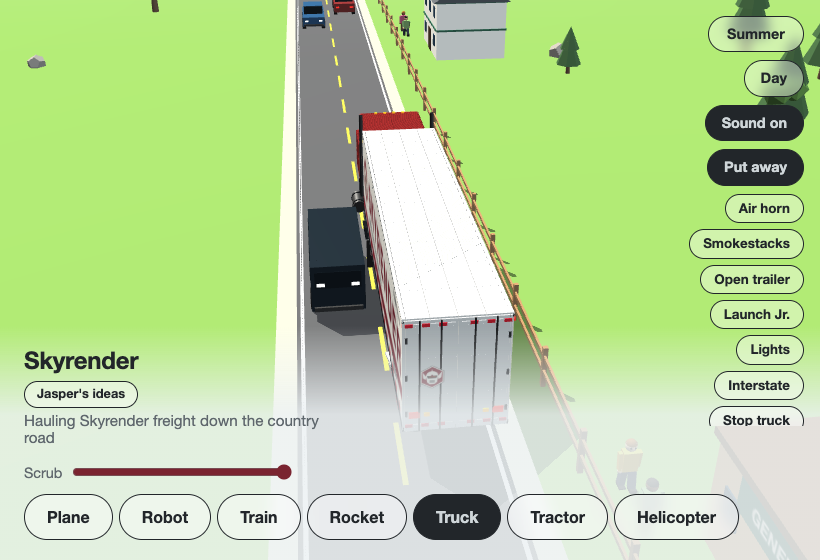 Summer
Day
Sound on
Put away
Air horn
Smokestacks
Open trailer
Launch Jr.
Lights
Interstate
Stop truck
Skyrender
Jasper's ideas
Hauling Skyrender freight down the country
road
Scrub
Plane
Robot
Train
Rocket
Truck
Tractor
Helicopter